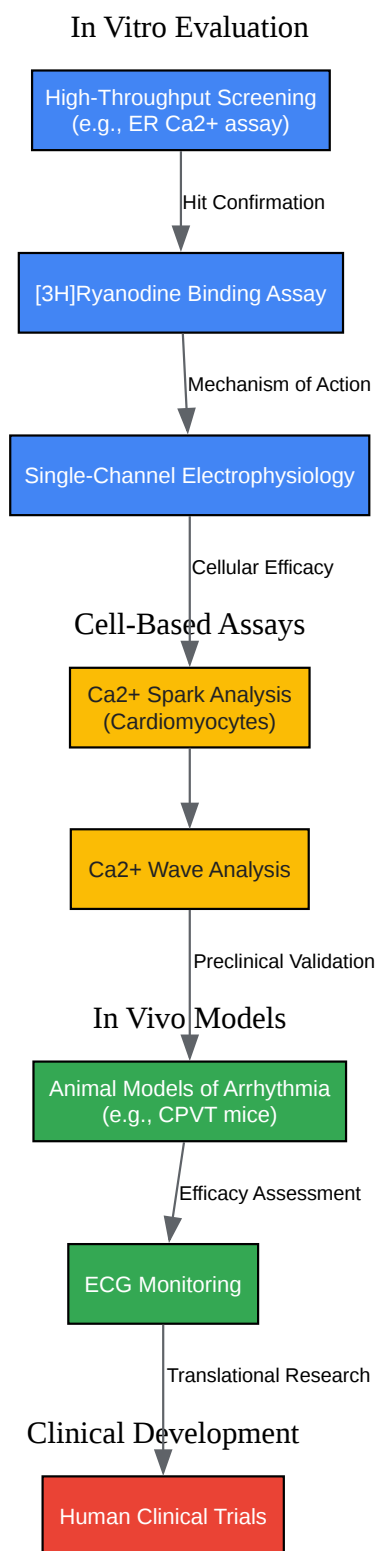 In Vitro Evaluation
High-Throughput Screening
(e.g., ER Ca2+ assay)
Hit Confirmation
[3H]Ryanodine Binding Assay
Mechanism of Action
Single-Channel Electrophysiology
Cellular Efficacy
Cell-Based Assays
Ca2+ Spark Analysis
(Cardiomyocytes)
Ca2+ Wave Analysis
Preclinical Validation
In Vivo Models
Animal Models of Arrhythmia
(e.g., CPVT mice)
Efficacy Assessment
ECG Monitoring
Translational Research
Clinical Development
Human Clinical Trials